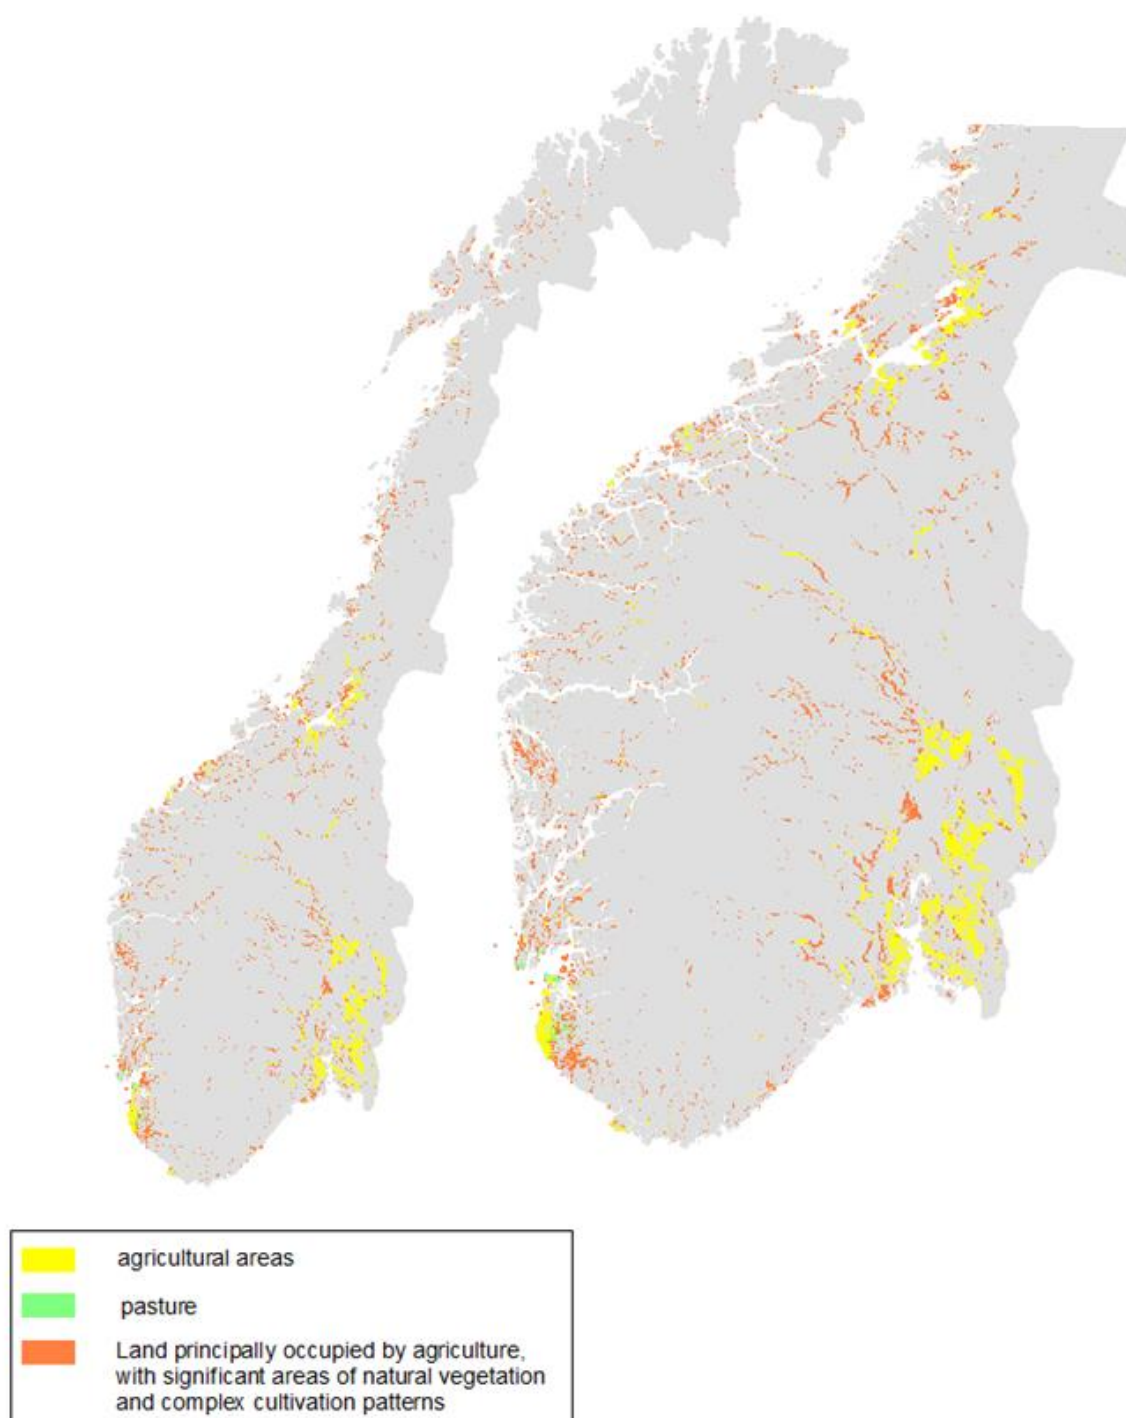 agricultural areas
pasture
Land principally occupied by agriculture,
with significant areas of natural vegetation
and complex cultivation patterns